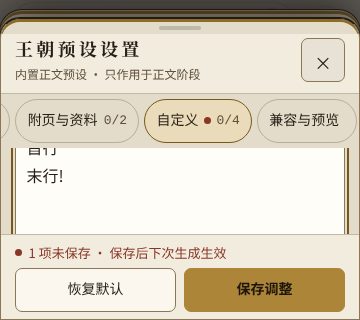 王朝预设设置
内置正文预设 · 只作用于正文阶段
附页与资料 0/2 自定义 0/4 兼容与预览
首行
末行!
1 项未保存 · 保存后下次生成生效
恢复默认 保存调整